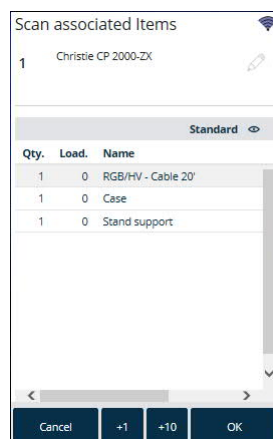 Scan associated Items
1 Christie CP 2000-ZX
Standard
Qty. Load. Name
1 0 RGB/HV - Cable 20'
1 0 Case
1 0 Stand support
Cancel +1 +10 OK